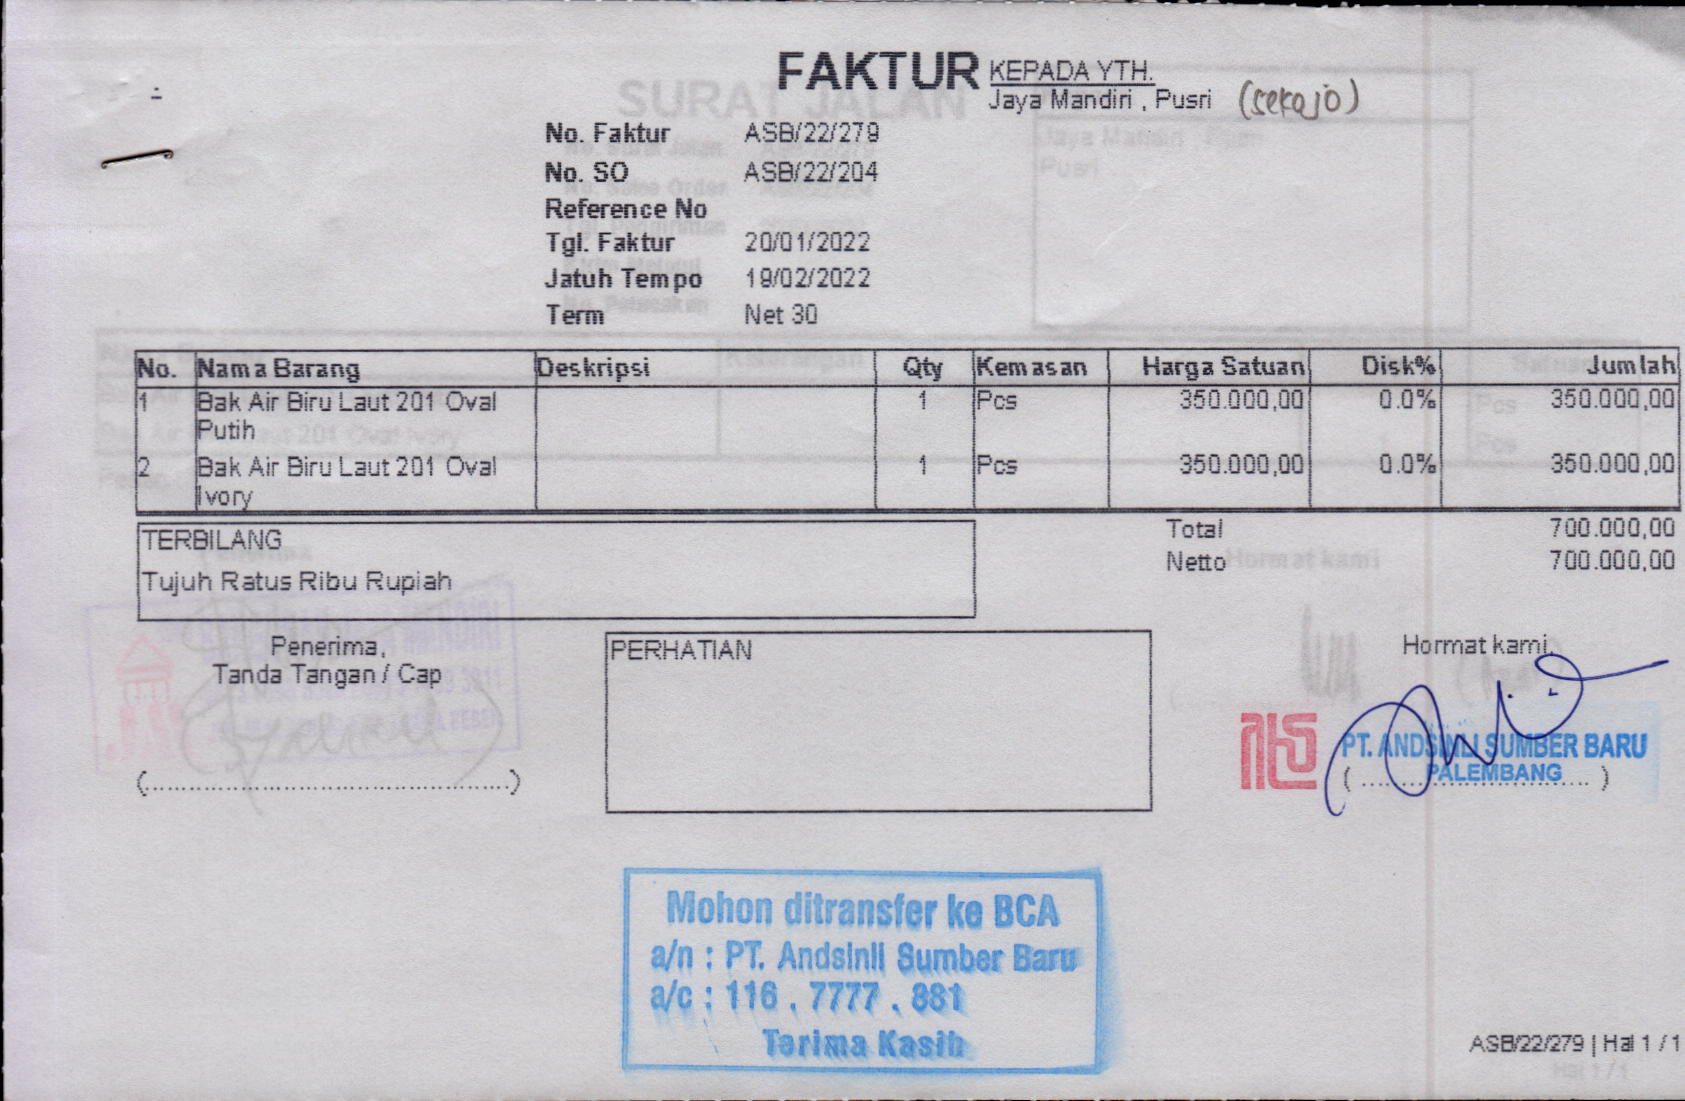 FAKTUR
KEPADA YTH.
Jaya Mandiri , Pusri (sekojo)
No. Faktur ASB/22/279
No. SO ASB/22/204
Reference No
Tgl. Faktur 20/01/2022
Jatuh Tempo 19/02/2022
Term Net 30
No. Nama Barang Deskripsi Qty Kemasan Harga Satuan Disk% Jumlah
1 Bak Air Biru Laut 201 Oval 1 Pcs 350.000,00 0.0% 350.000,00
Putih
2 Bak Air Biru Laut 201 Oval 1 Pcs 350.000,00 0.0% 350.000,00
Ivory
TERBILANG
Tujuh Ratus Ribu Rupiah
Total 700.000,00
Netto 700.000,00
Penerima,
Tanda Tangan / Cap
PERHATIAN
Hormat kami,
PT. ANDSINLI SUMBER BARU
PALEMBANG
Mohon ditransfer ke BCA
a/n : PT. Andsinli Sumber Baru
a/c : 116 . 7777 . 881
Terima Kasih
ASB/22/279 | Hal 1 / 1